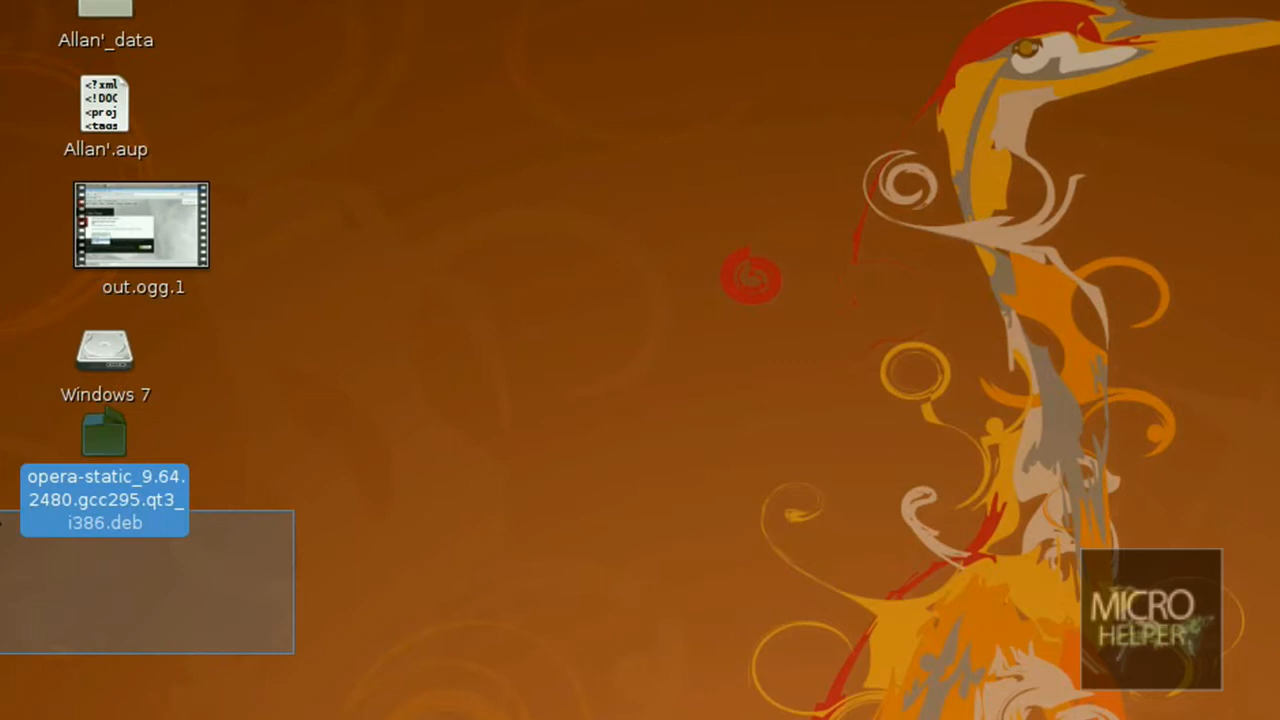 Allan'_data
<?xml
<!DOC
<proj
<tags
Allan'.aup
out.ogg.1
Windows 7
opera-static_9.64.
2480.gcc295.qt3_
i386.deb
MICRO
HELPER